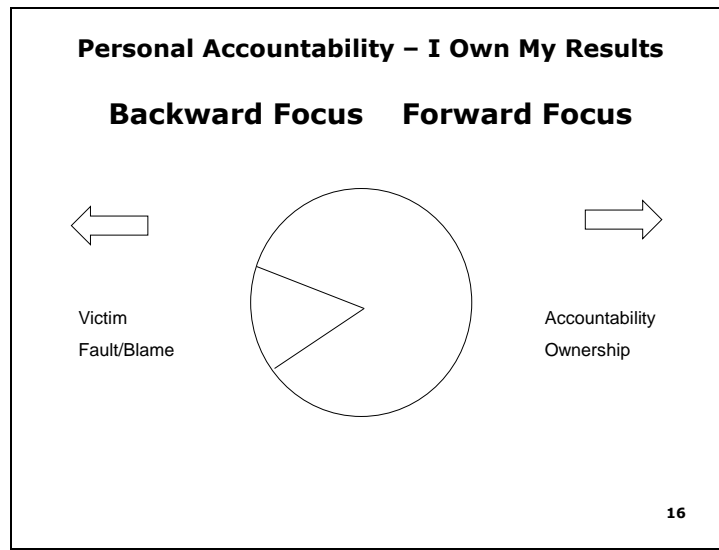 Personal Accountability – I Own My Results
Backward Focus Forward Focus
Victim
Fault/Blame
Accountability
Ownership
16